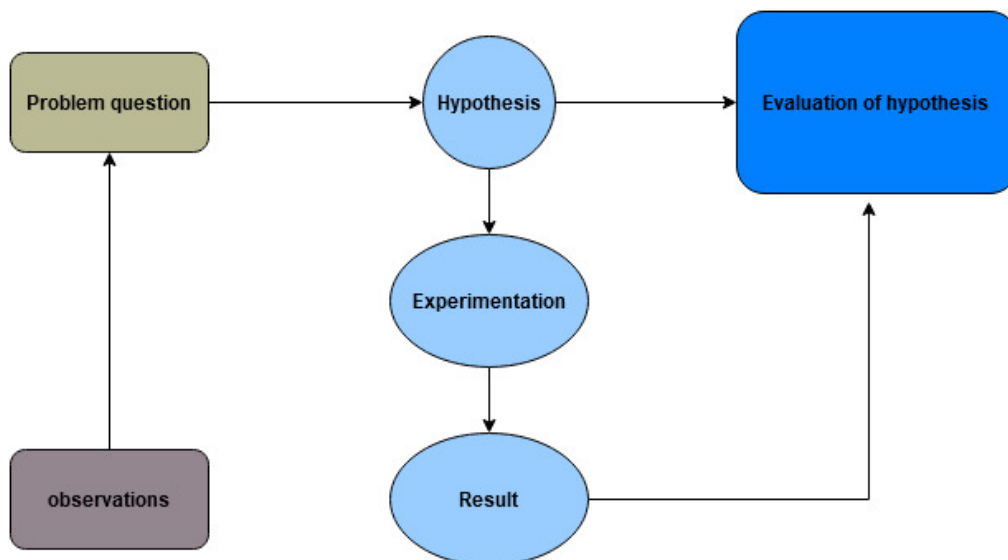 Problem question
Hypothesis
Evaluation of hypothesis
Experimentation
observations
Result